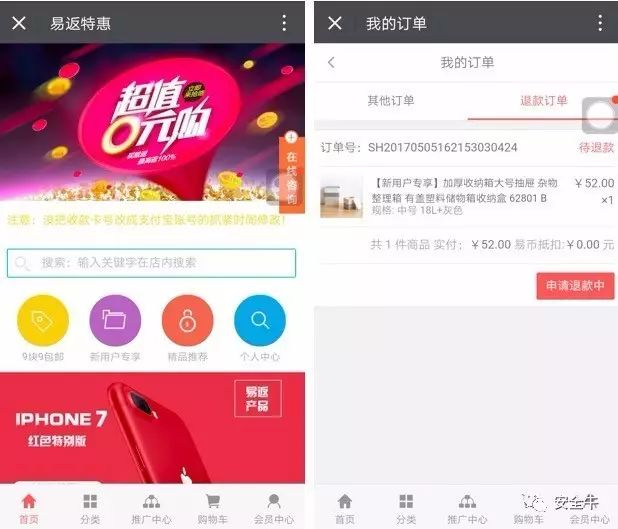 易返特惠
超值
0元购
立即来抢吧
在线咨询
注意：没把收款卡号改成支付宝账号的抓紧时间修改！
搜索：输入关键字在店内搜索
9块9包邮
新用户专享
精品推荐
个人中心
易返产品
IPHONE 7
红色特别版
首页
分类
推广中心
购物车
会员中心
我的订单
我的订单
其他订单
退款订单
订单号：SH20170505162153030424
待退款
【新用户专享】加厚收纳箱大号抽屉 杂物
￥52.00
整理箱 有盖塑料储物箱收纳盒 62801 B
×1
规格: 中号 18L+灰色
共 1 件商品 实付：￥52.00 易币抵扣:￥0.00 元
申请退款中
安全牛
首页
分类
推广中心
购物车
会员中心